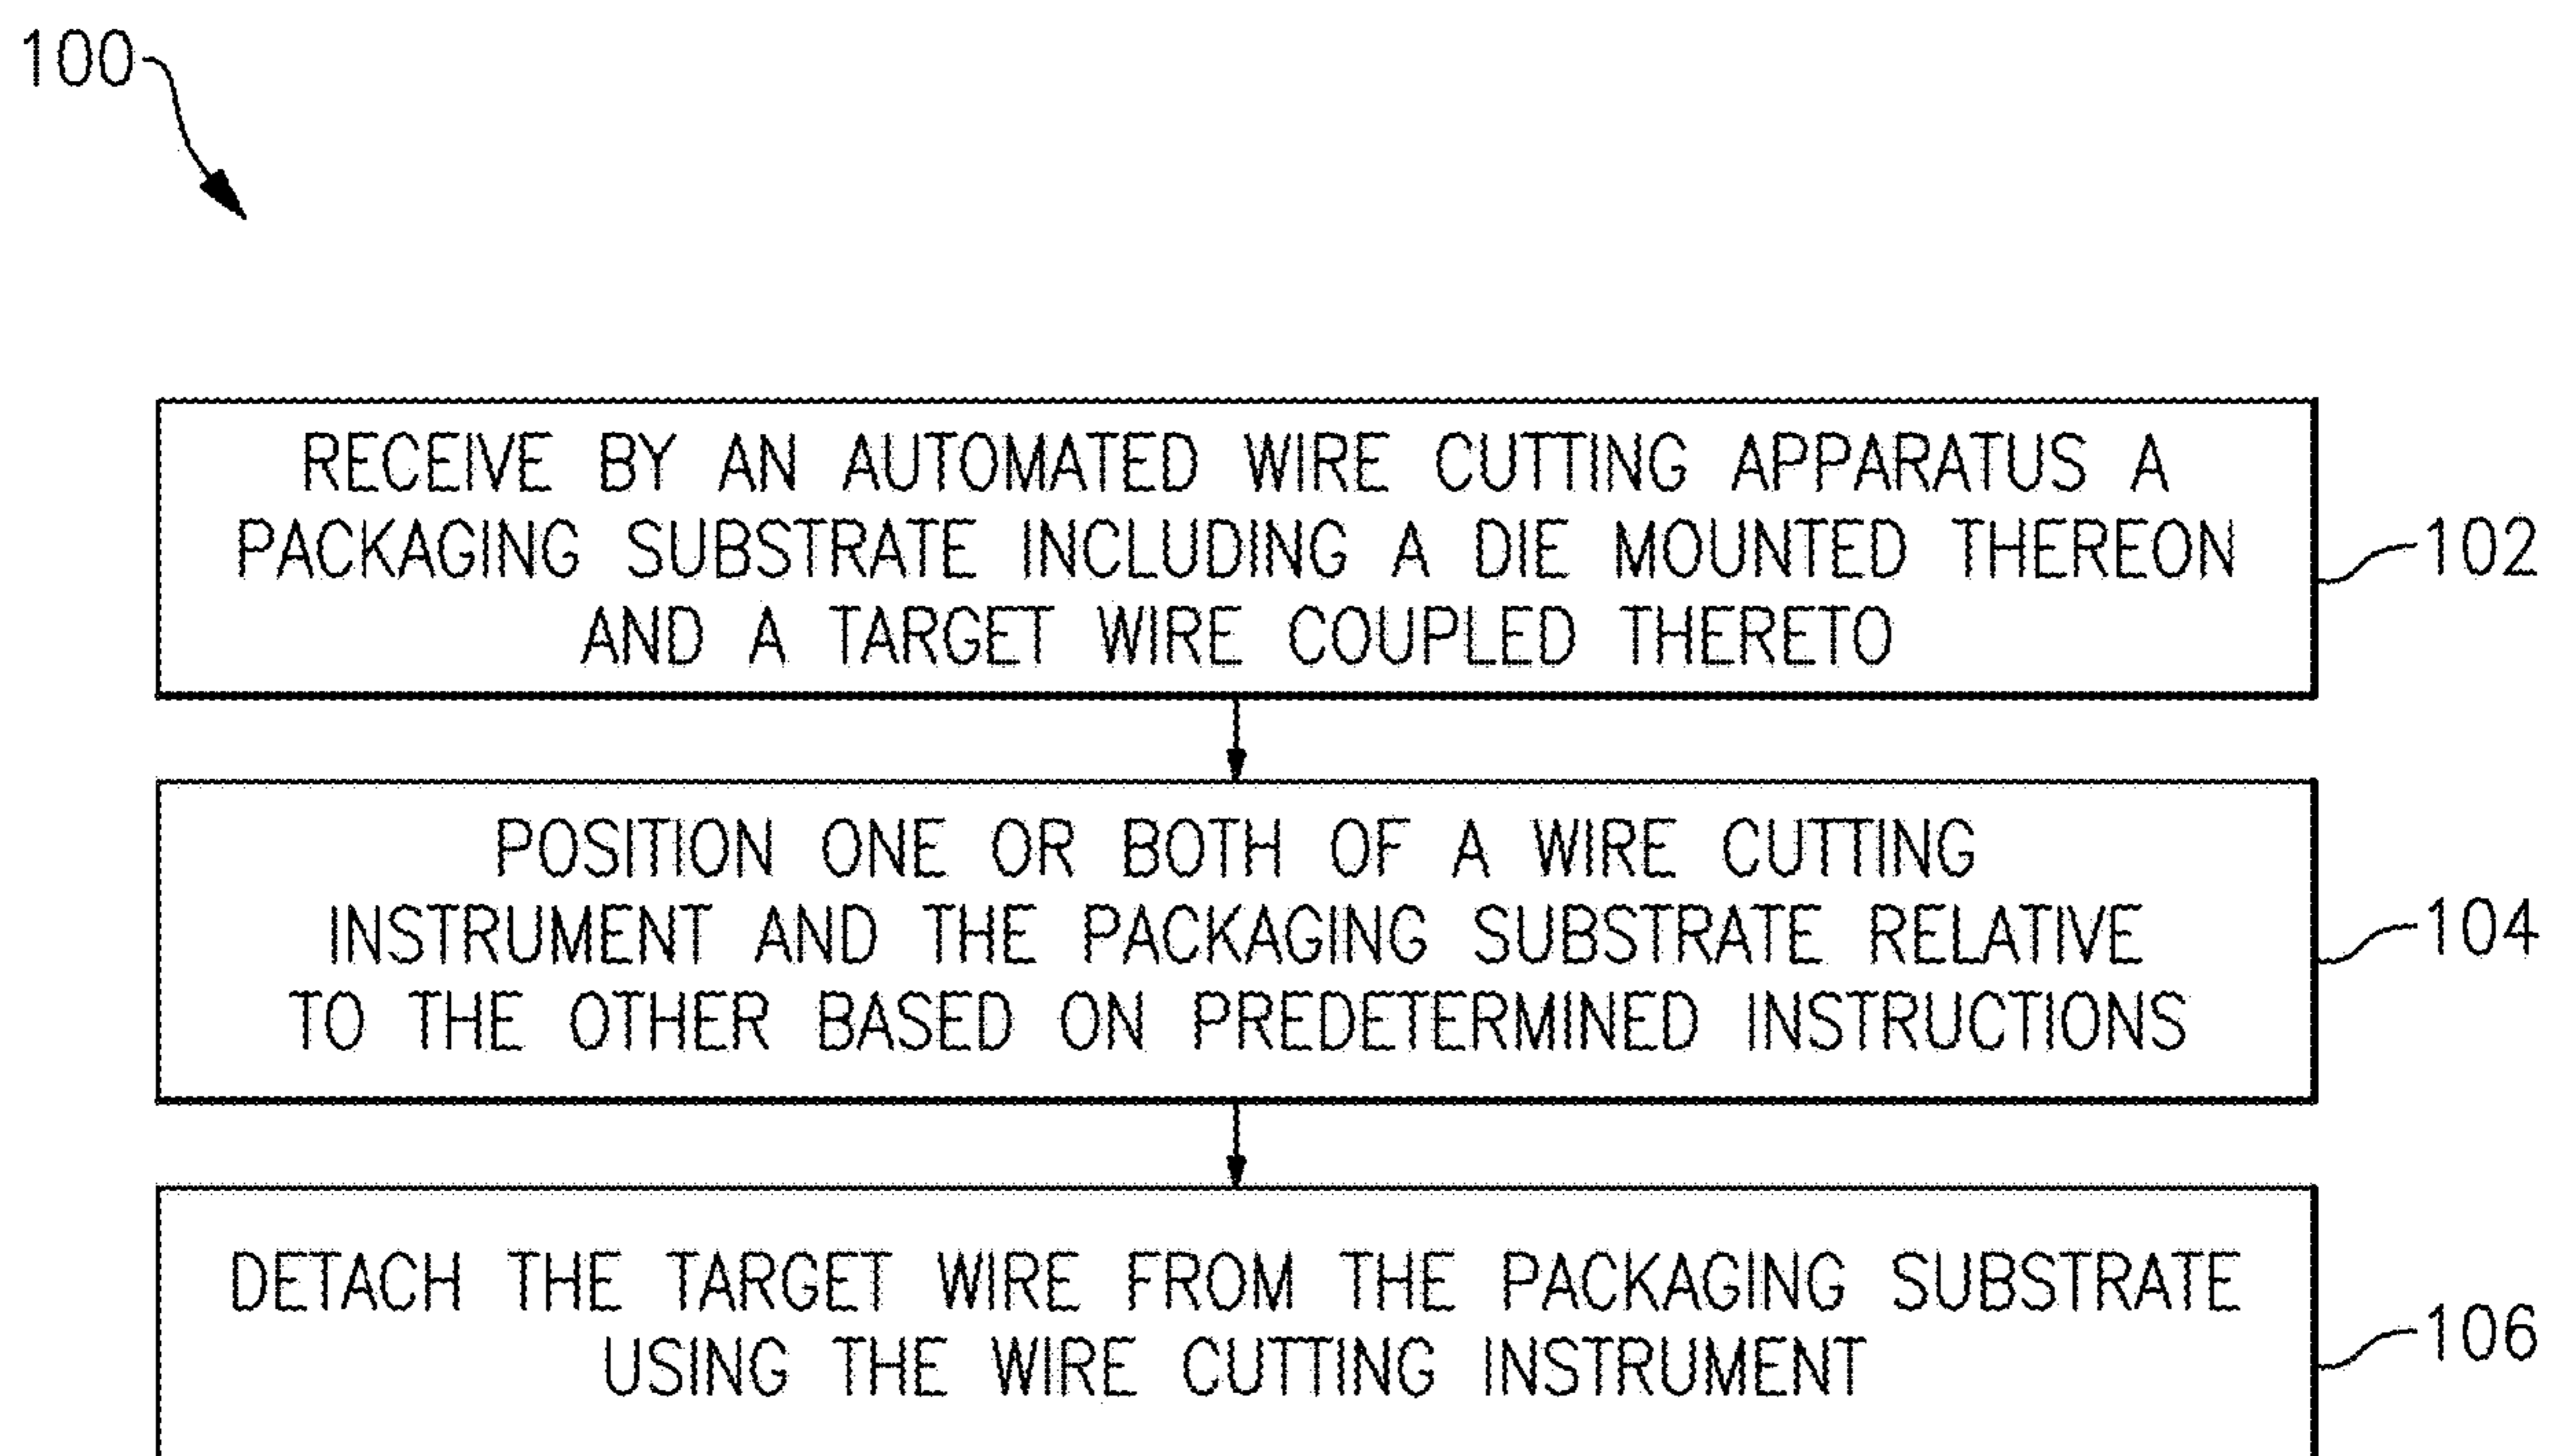 100
RECEIVE BY AN AUTOMATED WIRE CUTTING APPARATUS A
PACKAGING SUBSTRATE INCLUDING A DIE MOUNTED THEREON
AND A TARGET WIRE COUPLED THERETO
102
POSITION ONE OR BOTH OF A WIRE CUTTING
INSTRUMENT AND THE PACKAGING SUBSTRATE RELATIVE
TO THE OTHER BASED ON PREDETERMINED INSTRUCTIONS
104
DETACH THE TARGET WIRE FROM THE PACKAGING SUBSTRATE
USING THE WIRE CUTTING INSTRUMENT
106